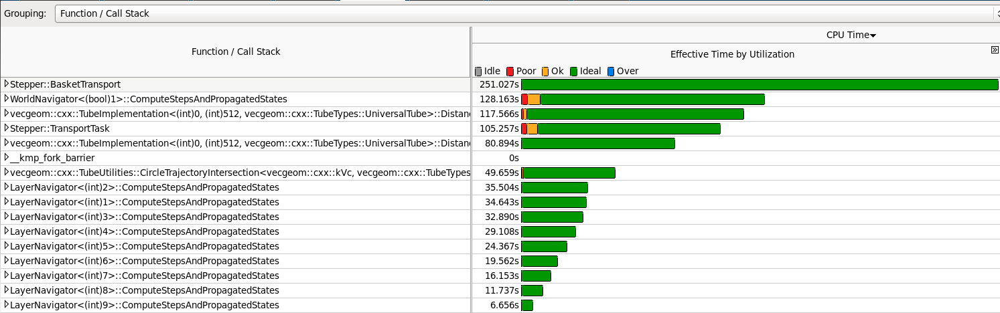 Grouping: Function / Call Stack
CPU Time
Function / Call Stack
Effective Time by Utilization
Idle Poor Ok Ideal Over
Stepper::BasketTransport 251.027s
WorldNavigator<(bool)1>::ComputeStepsAndPropagatedStates 128.163s
vecgeom::cxx::TubeImplementation<(int)0, (int)512, vecgeom::cxx::TubeTypes::UniversalTube>::Distan 117.566s
Stepper::TransportTask 105.257s
vecgeom::cxx::TubeImplementation<(int)0, (int)512, vecgeom::cxx::TubeTypes::UniversalTube>::Distan 80.894s
__kmp_fork_barrier 0s
vecgeom::cxx::TubeUtilities::CircleTrajectoryIntersection<vecgeom::cxx::kVc, vecgeom::cxx::TubeTypes 49.659s
LayerNavigator<(int)2>::ComputeStepsAndPropagatedStates 35.504s
LayerNavigator<(int)1>::ComputeStepsAndPropagatedStates 34.643s
LayerNavigator<(int)3>::ComputeStepsAndPropagatedStates 32.890s
LayerNavigator<(int)4>::ComputeStepsAndPropagatedStates 29.108s
LayerNavigator<(int)5>::ComputeStepsAndPropagatedStates 24.367s
LayerNavigator<(int)6>::ComputeStepsAndPropagatedStates 19.562s
LayerNavigator<(int)7>::ComputeStepsAndPropagatedStates 16.153s
LayerNavigator<(int)8>::ComputeStepsAndPropagatedStates 11.737s
LayerNavigator<(int)9>::ComputeStepsAndPropagatedStates 6.656s